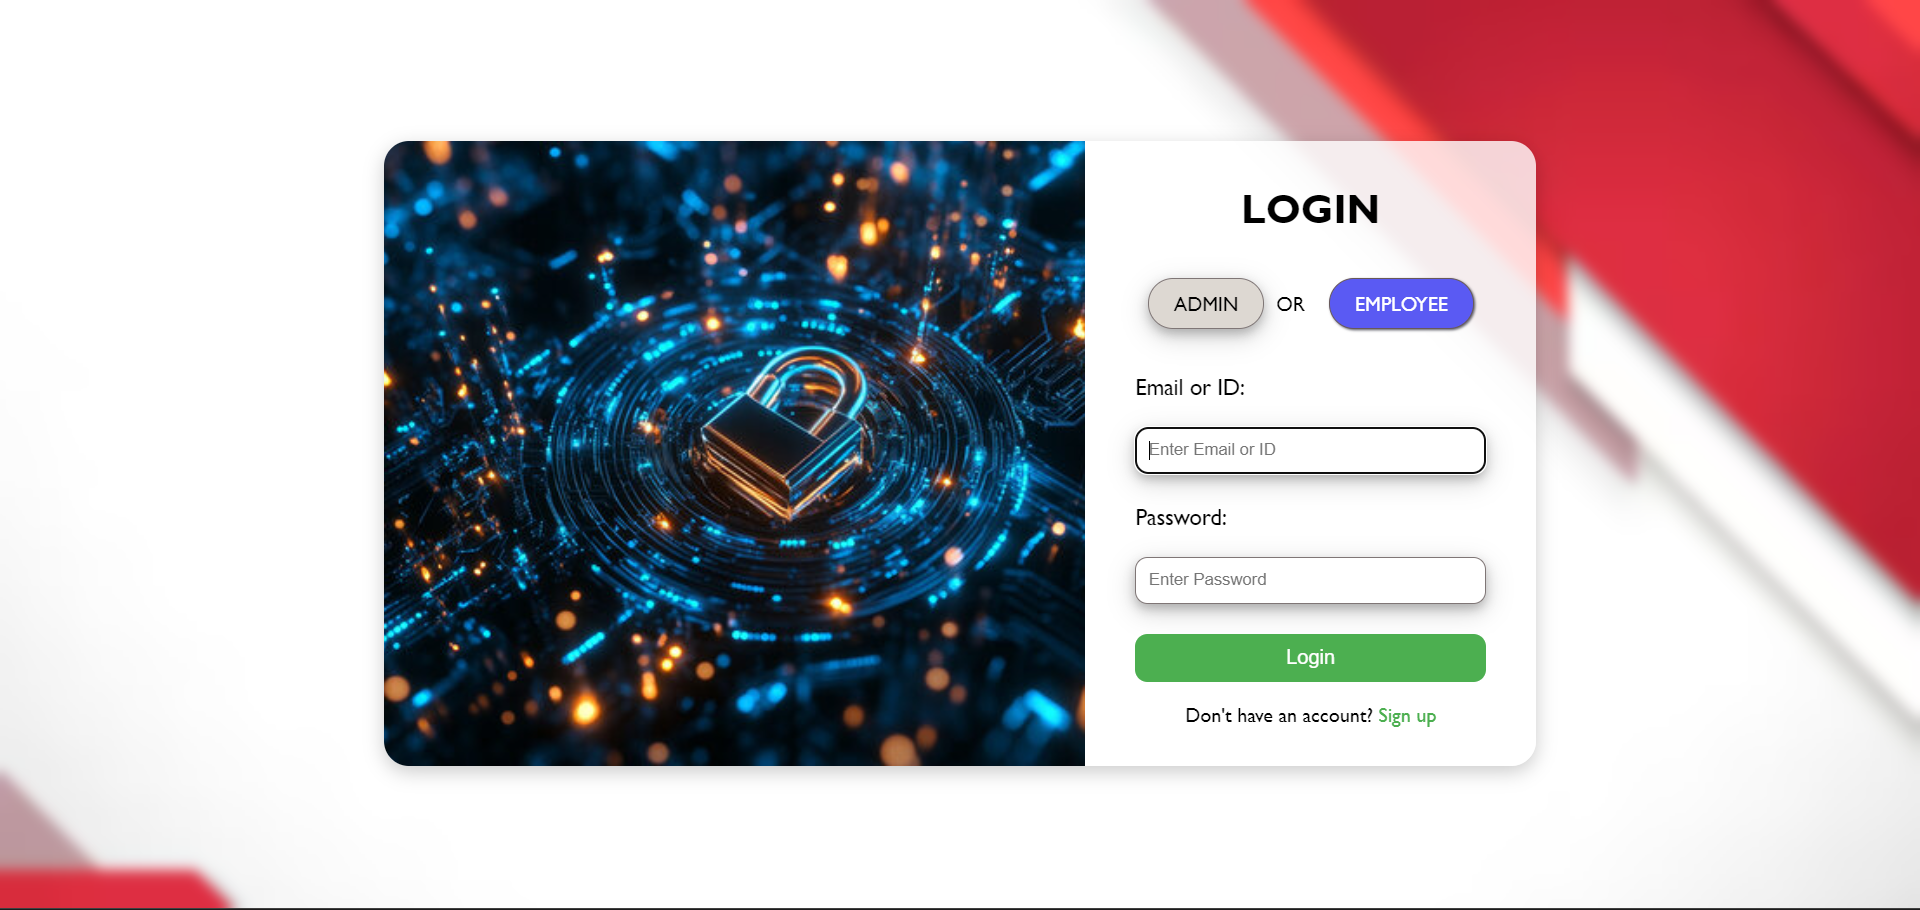 LOGIN
ADMIN OR EMPLOYEE
Email or ID:
Enter Email or ID
Password:
Enter Password
Login
Don't have an account? Sign up